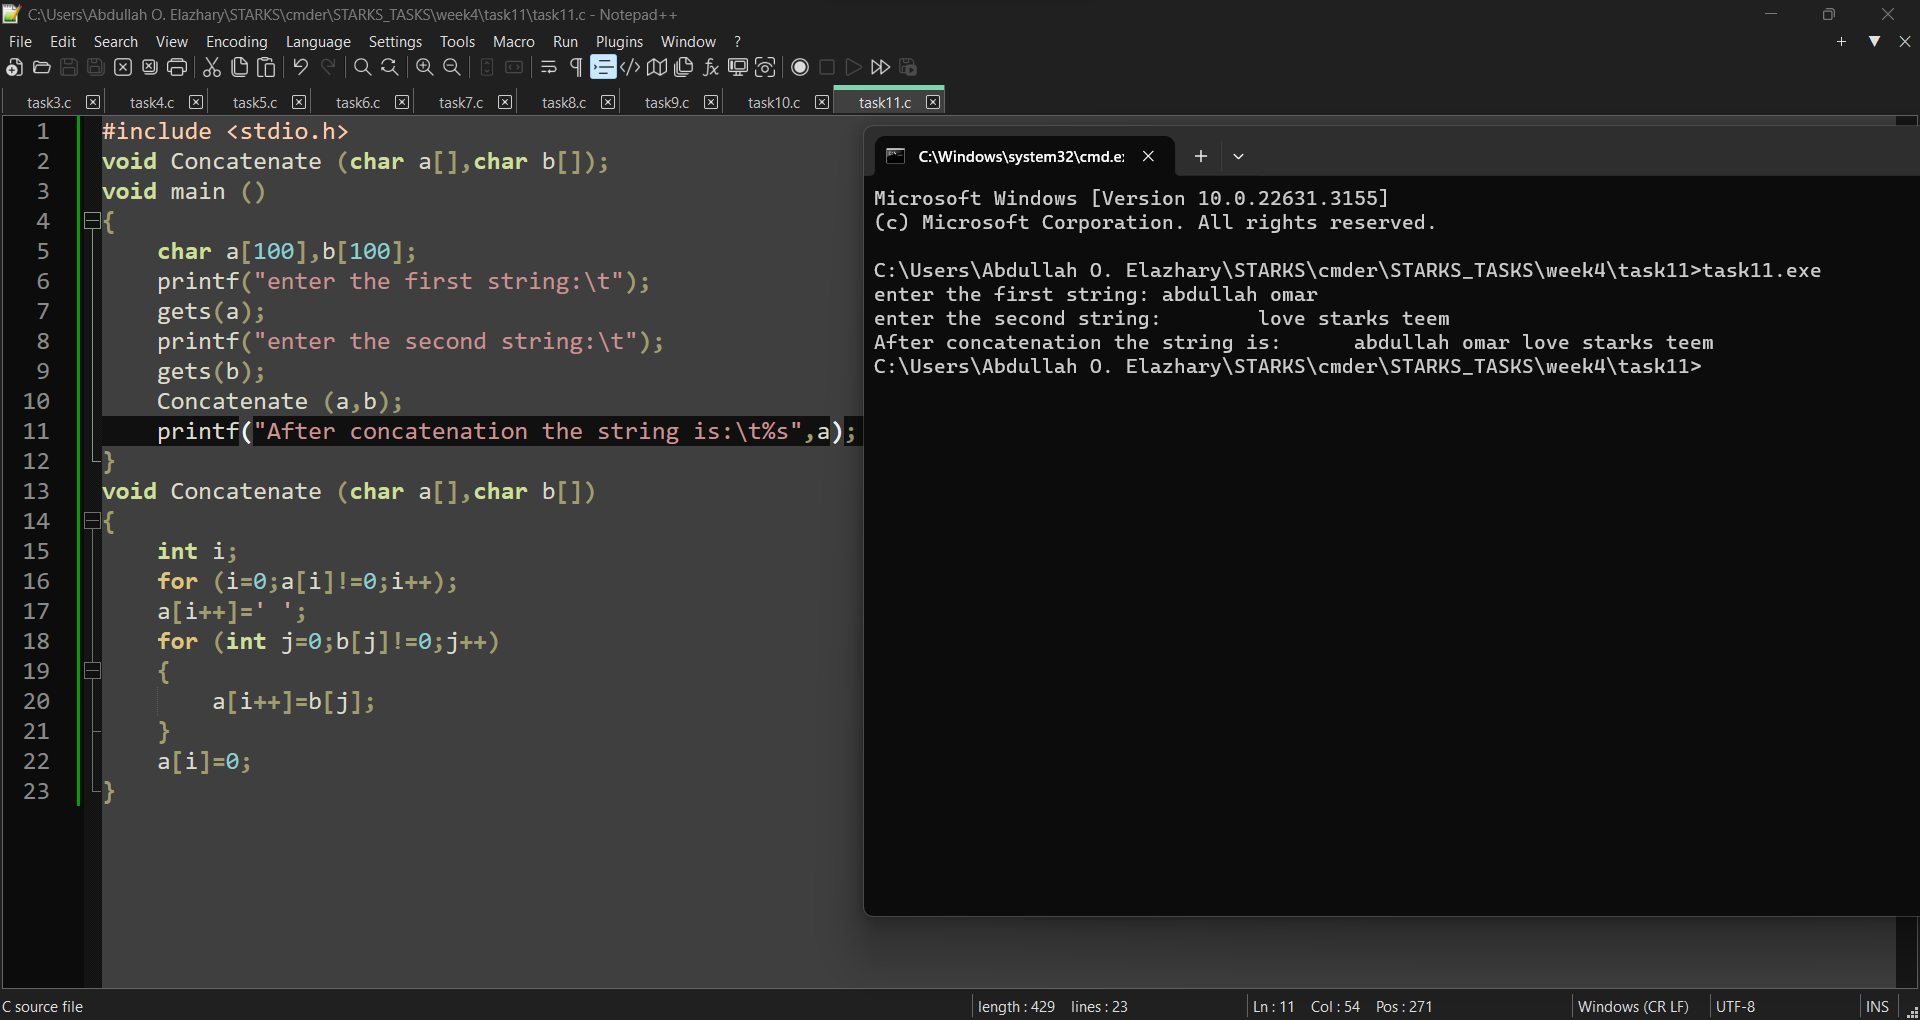 C:\Users\Abdullah O. Elazhary\STARKS\cmder\STARKS_TASKS\week4\task11\task11.c - Notepad++
File Edit Search View Encoding Language Settings Tools Macro Run Plugins Window ?
task3.c task4.c task5.c task6.c task7.c task8.c task9.c task10.c task11.c
1 #include <stdio.h>
2 void Concatenate (char a[],char b[]);
3 void main ()
4 {
5     char a[100],b[100];
6     printf("enter the first string:\t");
7     gets(a);
8     printf("enter the second string:\t");
9     gets(b);
10     Concatenate (a,b);
11     printf("After concatenation the string is:\t%s",a);
12 }
13 void Concatenate (char a[],char b[])
14 {
15     int i;
16     for (i=0;a[i]!=0;i++);
17     a[i++]=' ';
18     for (int j=0;b[j]!=0;j++)
19     {
20         a[i++]=b[j];
21     }
22     a[i]=0;
23 }
C:\Windows\system32\cmd.e
Microsoft Windows [Version 10.0.22631.3155]
(c) Microsoft Corporation. All rights reserved.
C:\Users\Abdullah O. Elazhary\STARKS\cmder\STARKS_TASKS\week4\task11>task11.exe
enter the first string: abdullah omar
enter the second string:        love starks teem
After concatenation the string is:      abdullah omar love starks teem
C:\Users\Abdullah O. Elazhary\STARKS\cmder\STARKS_TASKS\week4\task11>
C source file length : 429 lines : 23 Ln : 11 Col : 54 Pos : 271 Windows (CR LF) UTF-8 INS